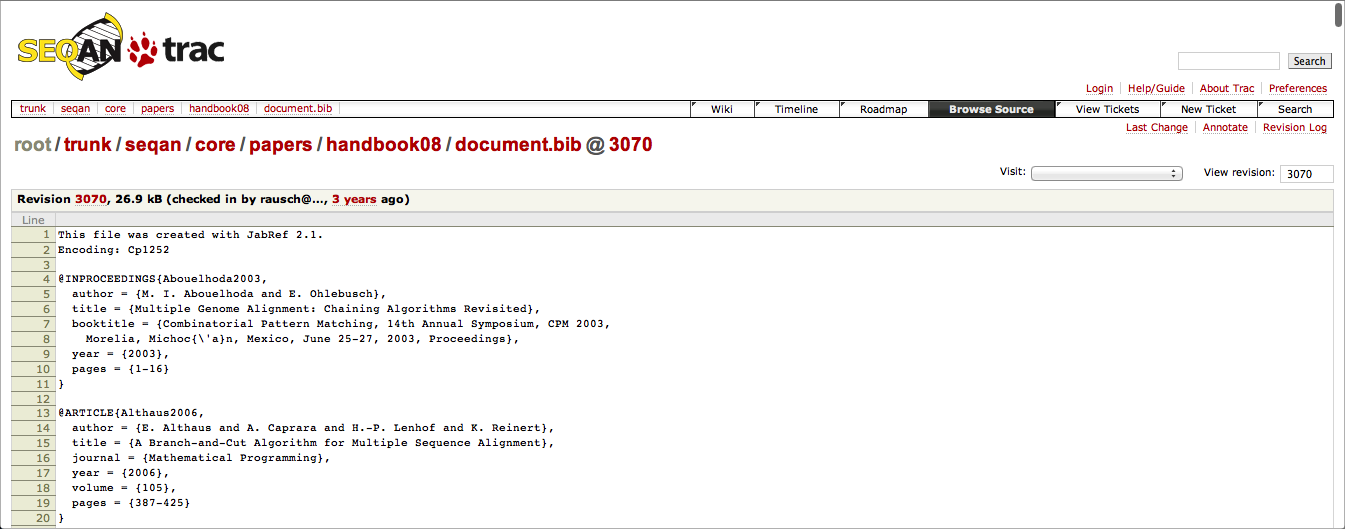 SEQAN trac
Search
Login Help/Guide About Trac Preferences
trunk seqan core papers handbook08 document.bib Wiki Timeline Roadmap Browse Source View Tickets New Ticket Search
Last Change Annotate Revision Log
root/trunk/seqan/core/papers/handbook08/document.bib @ 3070
Visit: View revision: 3070
Revision 3070, 26.9 kB (checked in by rausch@..., 3 years ago)
Line
1 This file was created with JabRef 2.1.
2 Encoding: Cp1252
3
4 @INPROCEEDINGS{Abouelhoda2003,
5   author = {M. I. Abouelhoda and E. Ohlebusch},
6   title = {Multiple Genome Alignment: Chaining Algorithms Revisited},
7   booktitle = {Combinatorial Pattern Matching, 14th Annual Symposium, CPM 2003,
8     Morelia, Michoc{\'a}n, Mexico, June 25-27, 2003, Proceedings},
9   year = {2003},
10   pages = {1-16}
11 }
12
13 @ARTICLE{Althaus2006,
14   author = {E. Althaus and A. Caprara and H.-P. Lenhof and K. Reinert},
15   title = {A Branch-and-Cut Algorithm for Multiple Sequence Alignment},
16   journal = {Mathematical Programming},
17   year = {2006},
18   volume = {105},
19   pages = {387-425}
20 }